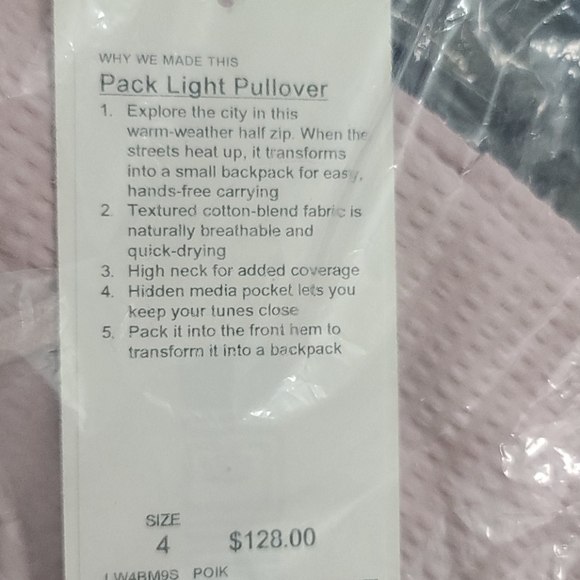 WHY WE MADE THIS
Pack Light Pullover
1. Explore the city in this
warm-weather half zip. When the
streets heat up, it transforms
into a small backpack for easy,
hands-free carrying
2. Textured cotton-blend fabric is
naturally breathable and
quick-drying
3. High neck for added coverage
4. Hidden media pocket lets you
keep your tunes close
5. Pack it into the front hem to
transform it into a backpack
SIZE
4 $128.00
LW4BM9S POIK